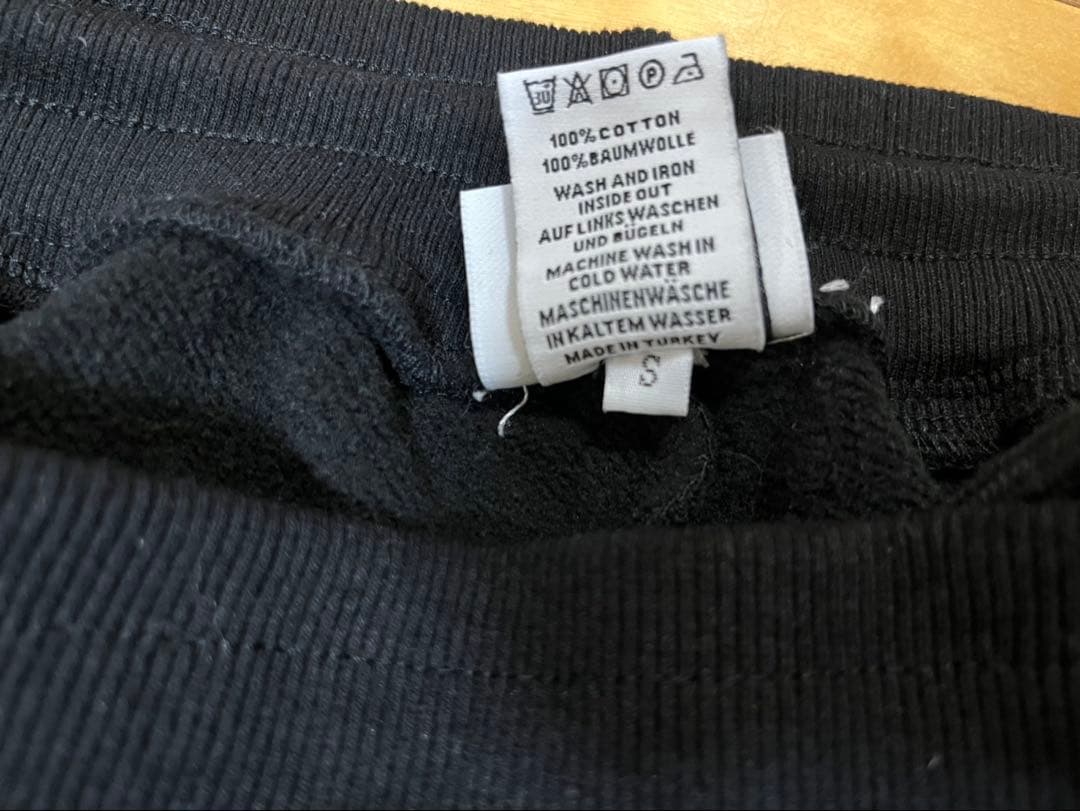 30 P
100%COTTON
100%BAUMWOLLE
WASH AND IRON
INSIDE OUT
AUF LINKS WASCHEN
UND BÜGELN
MACHINE WASH IN
COLD WATER
MASCHINENWÄSCHE
IN KALTEM WASSER
MADE IN TURKEY
S